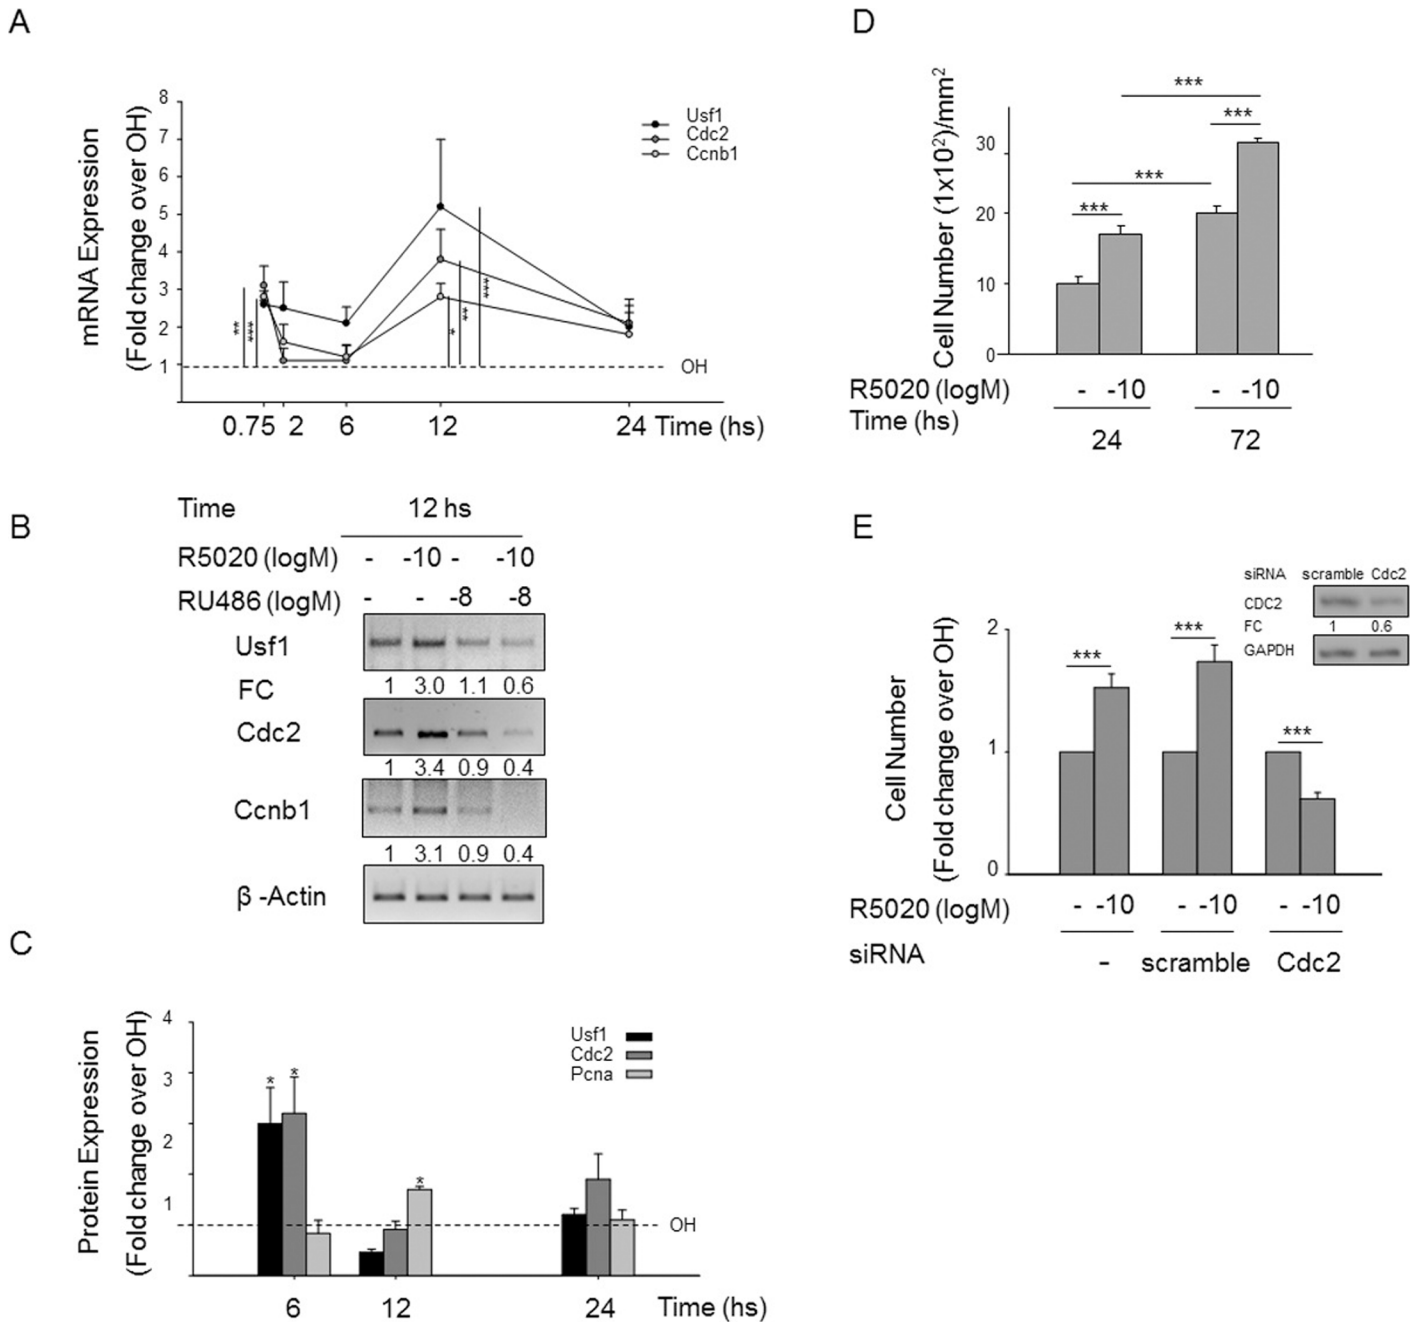 A
mRNA Expression
(Fold change over OH)
8
7
6
5
4
3
2
1
Usf1
Cdc2
Ccnb1
**
***
*
**
***
OH
0.75 2 6 12 24 Time (hs)
B
Time 12 hs
R5020 (logM) - -10 - -10
RU486 (logM) - - -8 -8
Usf1
FC 1 3.0 1.1 0.6
Cdc2
1 3.4 0.9 0.4
Ccnb1
1 3.1 0.9 0.4
β -Actin
C
Protein Expression
(Fold change over OH)
4
3
2
1
Usf1
Cdc2
Pcna
* *
*
OH
6 12 24 Time (hs)
D
Cell Number (1x10²)/mm²
30
20
10
0
***
***
***
***
R5020 (logM) - -10 - -10
Time (hs) 24 72
E
siRNA scramble Cdc2
CDC2
FC 1 0.6
GAPDH
Cell Number
(Fold change over OH)
2
1
0
***
***
***
R5020 (logM) - -10 - -10 - -10
siRNA - scramble Cdc2